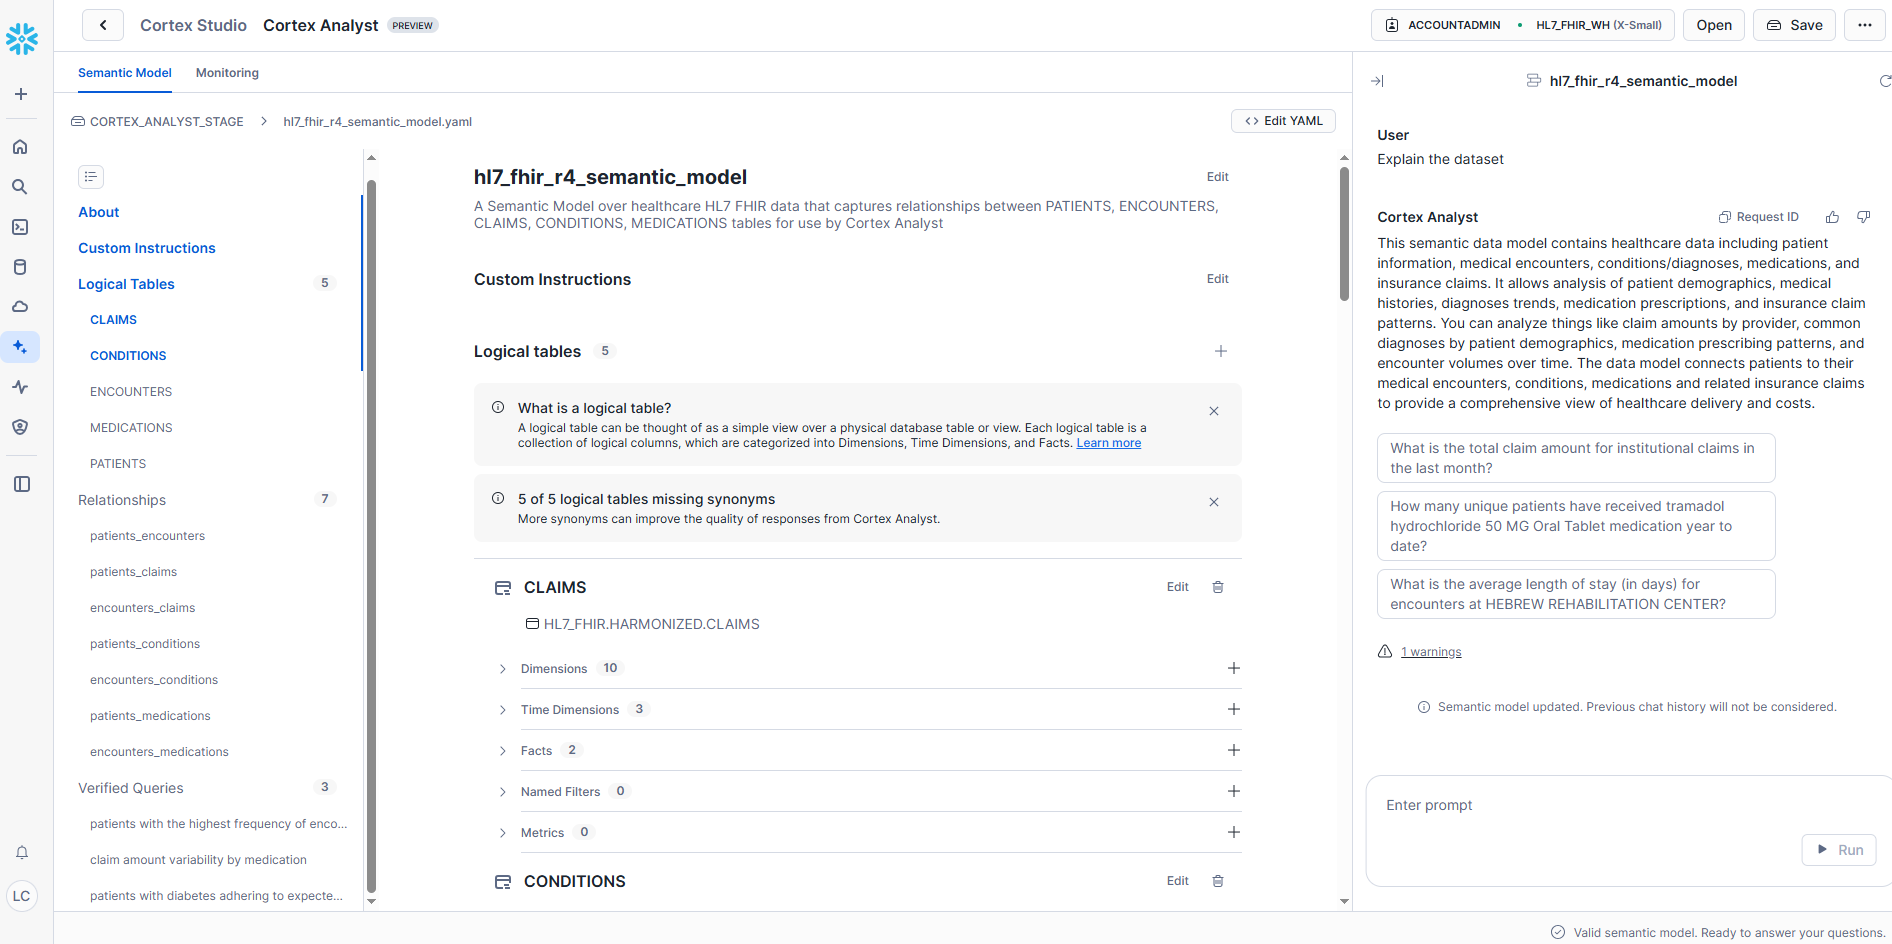 Cortex Studio Cortex Analyst PREVIEW
ACCOUNTADMIN HL7_FHIR_WH (X-Small) Open Save
Semantic Model Monitoring
CORTEX_ANALYST_STAGE > hl7_fhir_r4_semantic_model.yaml
Edit YAML
About
Custom Instructions
Logical Tables 5
CLAIMS
CONDITIONS
ENCOUNTERS
MEDICATIONS
PATIENTS
Relationships 7
patients_encounters
patients_claims
encounters_claims
patients_conditions
encounters_conditions
patients_medications
encounters_medications
Verified Queries 3
patients with the highest frequency of enco...
claim amount variability by medication
patients with diabetes adhering to expecte...
LC
hl7_fhir_r4_semantic_model Edit
A Semantic Model over healthcare HL7 FHIR data that captures relationships between PATIENTS, ENCOUNTERS,
CLAIMS, CONDITIONS, MEDICATIONS tables for use by Cortex Analyst
Custom Instructions Edit
Logical tables 5
What is a logical table?
A logical table can be thought of as a simple view over a physical database table or view. Each logical table is a
collection of logical columns, which are categorized into Dimensions, Time Dimensions, and Facts. Learn more
5 of 5 logical tables missing synonyms
More synonyms can improve the quality of responses from Cortex Analyst.
CLAIMS Edit
HL7_FHIR.HARMONIZED.CLAIMS
Dimensions 10
Time Dimensions 3
Facts 2
Named Filters 0
Metrics 0
CONDITIONS Edit
hl7_fhir_r4_semantic_model
User
Explain the dataset
Cortex Analyst Request ID
This semantic data model contains healthcare data including patient
information, medical encounters, conditions/diagnoses, medications, and
insurance claims. It allows analysis of patient demographics, medical
histories, diagnoses trends, medication prescriptions, and insurance claim
patterns. You can analyze things like claim amounts by provider, common
diagnoses by patient demographics, medication prescribing patterns, and
encounter volumes over time. The data model connects patients to their
medical encounters, conditions, medications and related insurance claims
to provide a comprehensive view of healthcare delivery and costs.
What is the total claim amount for institutional claims in
the last month?
How many unique patients have received tramadol
hydrochloride 50 MG Oral Tablet medication year to
date?
What is the average length of stay (in days) for
encounters at HEBREW REHABILITATION CENTER?
1 warnings
Semantic model updated. Previous chat history will not be considered.
Enter prompt
Run
Valid semantic model. Ready to answer your questions.